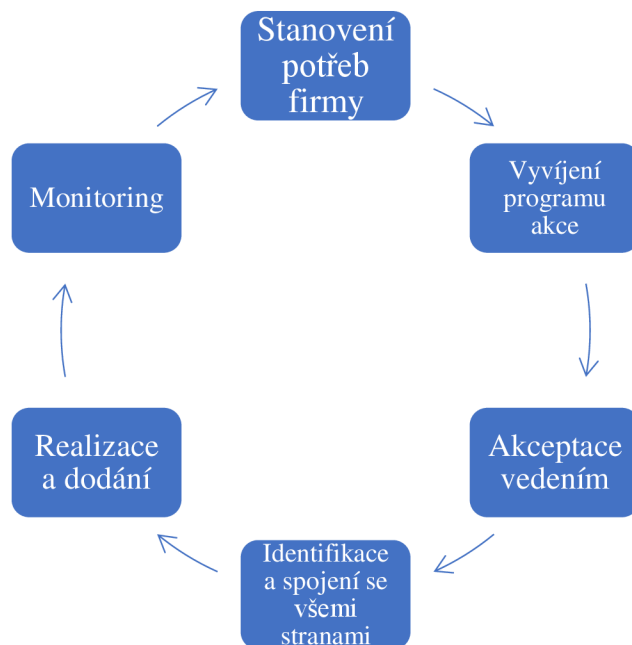 Stanovení
potřeb
firmy
Vyvíjení
programu
akce
Akceptace
vedením
Identifikace
a spojení se
všemi
stranami
Realizace
a dodání
Monitoring